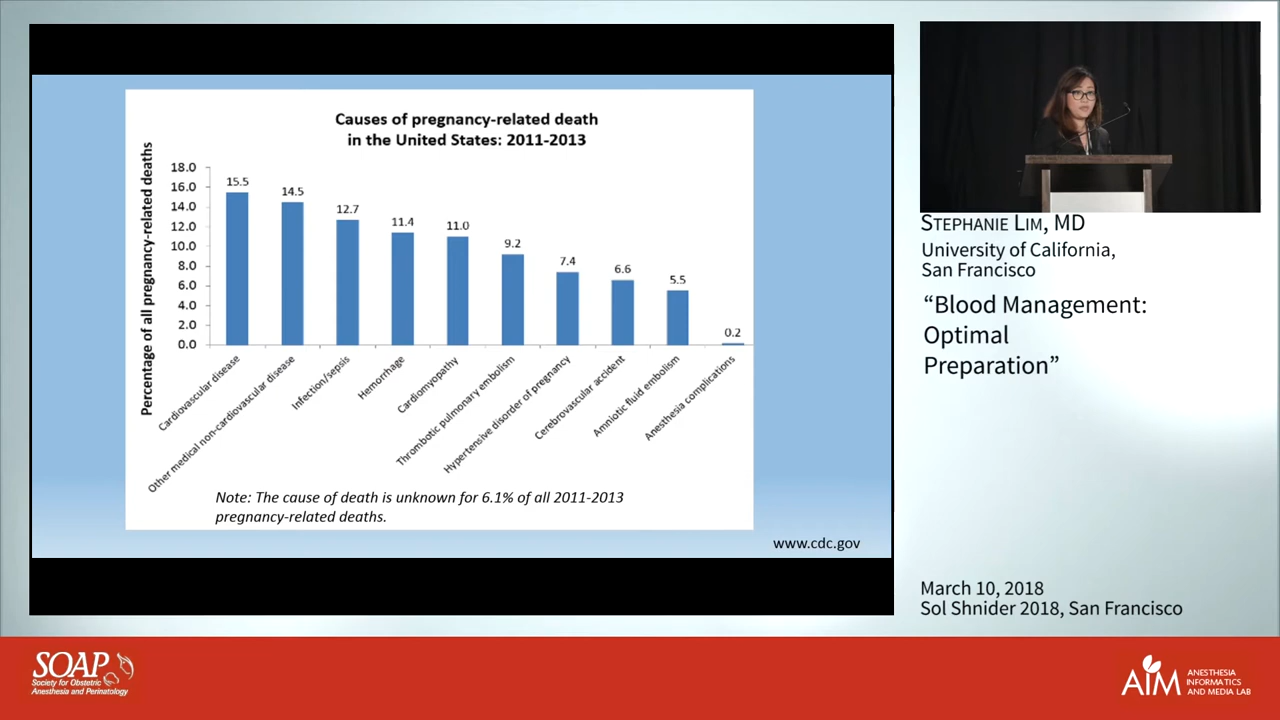 Causes of pregnancy-related death
in the United States: 2011-2013
Percentage of all pregnancy-related deaths
18.0
16.0
14.0
12.0
10.0
8.0
6.0
4.0
2.0
0.0
15.5
14.5
12.7
11.4
11.0
9.2
7.4
6.6
5.5
0.2
Cardiovascular disease
Other medical non-cardiovascular disease
Infection/sepsis
Hemorrhage
Cardiomyopathy
Thrombotic pulmonary embolism
Hypertensive disorder of pregnancy
Cerebrovascular accident
Amniotic fluid embolism
Anesthesia complications
Note: The cause of death is unknown for 6.1% of all 2011-2013
pregnancy-related deaths.
www.cdc.gov
STEPHANIE LIM, MD
University of California,
San Francisco
“Blood Management:
Optimal
Preparation”
March 10, 2018
Sol Shnider 2018, San Francisco
SOAP
Society for Obstetric
Anesthesia and Perinatology
AIM
ANESTHESIA
INFORMATICS
AND MEDIA LAB